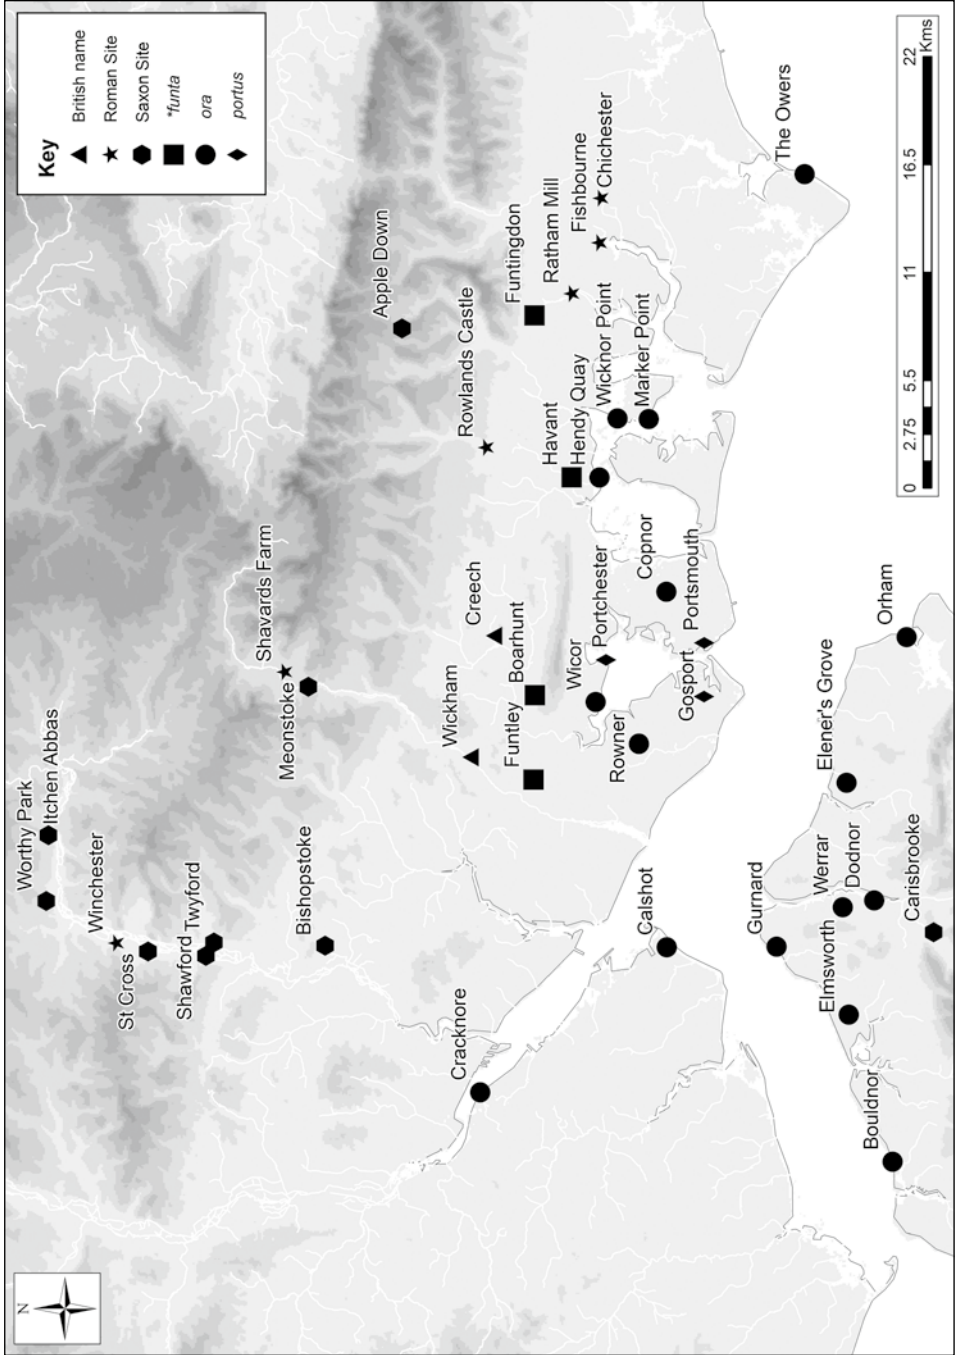 N
Key
British name
Roman Site
Saxon Site
*funta
ora
portus
Worthy Park
Itchen Abbas
Winchester
St Cross
Shawford
Twyford
Bishopstoke
Shavards Farm
Meonstoke
Apple Down
Wickham
Creech
Rowlands Castle
Funtley
Boarhunt
Funtingdon
Havant
Hendy Quay
Ratham Mill
Fishbourne
Chichester
Wicor
Portchester
Wicknor Point
Marker Point
Rowner
Copnor
Gosport
Portsmouth
Cracknore
Calshot
The Owers
Gurnard
Elmsworth
Werrar
Dodnor
Elener's Grove
Orham
Bouldnor
Carisbrooke
0 2.75 5.5 11 16.5 22
Kms